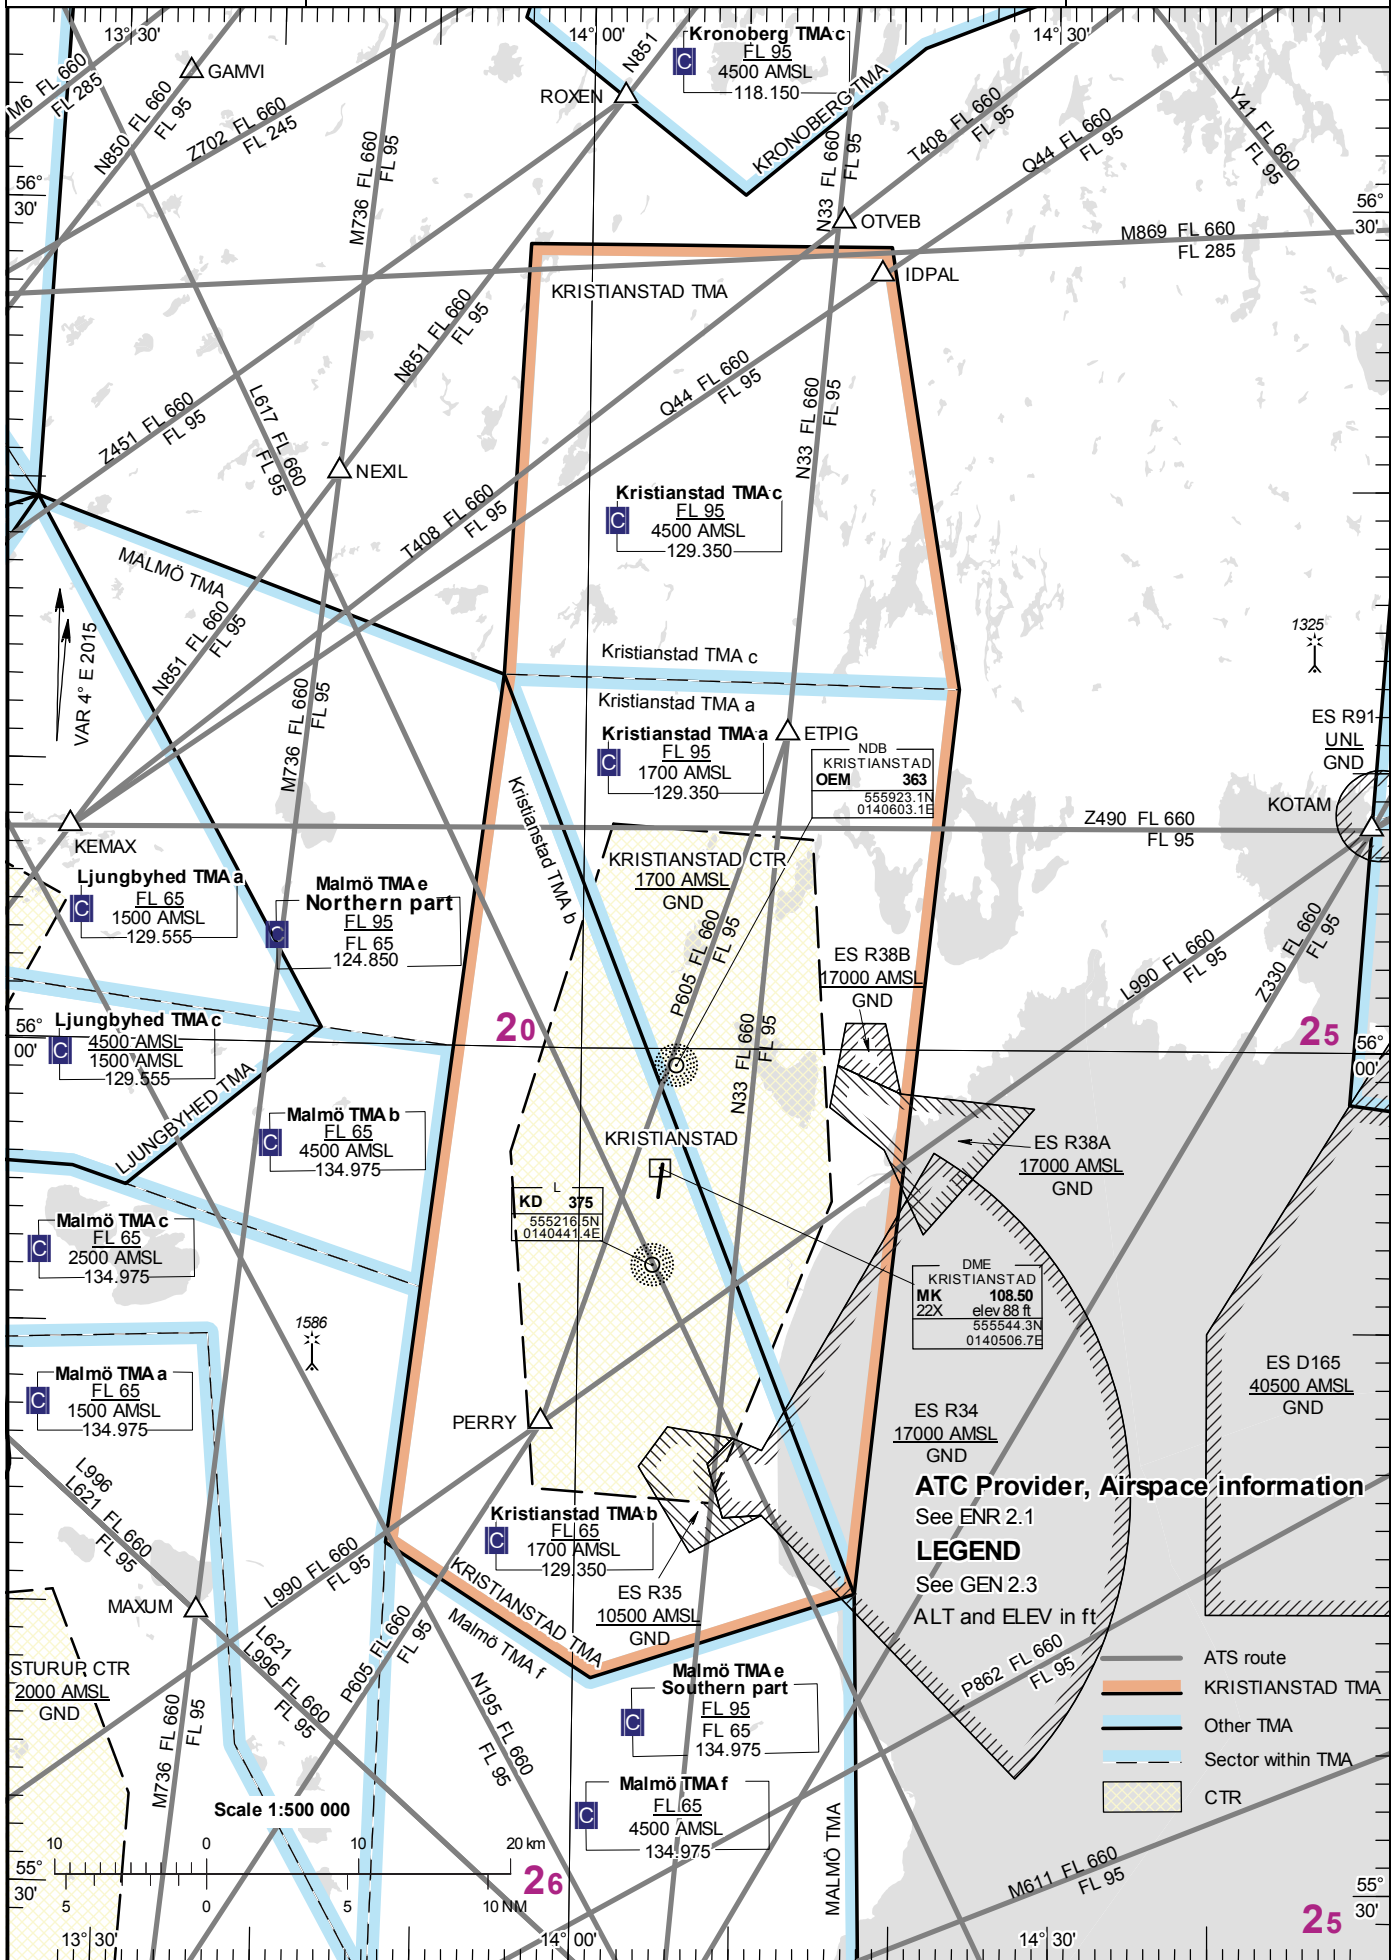 13° 30'
14° 00'
14° 30'
M6 FL 660
FL 285
GAMVI
N850 FL 660
FL 95
Z702 FL 660
FL 245
M736 FL 660
FL 95
ROXEN
N851
Kronoberg TMA c
C
FL 95
4500 AMSL
118.150
KRONOBERG TMA
N33 FL 660
FL 95
T408 FL 660
FL 95
Q44 FL 660
FL 95
Y41 FL 660
FL 95
56°
30'
56°
30'
OTVEB
M869 FL 660
FL 285
IDPAL
KRISTIANSTAD TMA
N851 FL 660
FL 95
Q44 FL 660
FL 95
N33 FL 660
FL 95
L617 FL 660
FL 95
Z451 FL 660
FL 95
NEXIL
T408 FL 660
FL 95
Kristianstad TMA c
C
FL 95
4500 AMSL
129.350
MALMÖ TMA
N851 FL 660
FL 95
VAR 4° E 2015
M736 FL 660
FL 95
Kristianstad TMA c
Kristianstad TMA a
1325
Kristianstad TMA a
C
FL 95
1700 AMSL
129.350
ETPIG
NDB
KRISTIANSTAD
OEM 363
555923.1N
0140603.1E
ES R91
UNL
GND
KOTAM
Z490 FL 660
FL 95
KEMAX
Kristianstad TMA b
KRISTIANSTAD CTR
1700 AMSL
GND
Ljungbyhed TMA a
C
FL 65
1500 AMSL
129.555
Malmö TMA e
Northern part
C
FL 95
FL 65
124.850
P605 FL 660
FL 95
ES R38B
17000 AMSL
GND
L990 FL 660
FL 95
Z330 FL 660
FL 95
Ljungbyhed TMA c
C
4500 AMSL
1500 AMSL
129.555
56°
00'
20
25
56°
00'
N33 FL 660
FL 95
LJUNGBYHED TMA
Malmö TMA b
C
FL 65
4500 AMSL
134.975
KRISTIANSTAD
ES R38A
17000 AMSL
GND
L
KD 375
555216.5N
0140441.4E
Malmö TMA c
C
FL 65
2500 AMSL
134.975
DME
KRISTIANSTAD
MK 108.50
22X elev 88 ft
555544.3N
0140506.7E
1586
Malmö TMA a
C
FL 65
1500 AMSL
134.975
ES D165
40500 AMSL
GND
PERRY
ES R34
17000 AMSL
GND
L996
L621 FL 660
FL 95
ATC Provider, Airspace information
See ENR 2.1
LEGEND
See GEN 2.3
ALT and ELEV in ft
Kristianstad TMA b
C
FL 65
1700 AMSL
129.350
L990 FL 660
FL 95
KRISTIANSTAD TMA
Malmö TMA f
ES R35
10500 AMSL
GND
MAXUM
P605 FL 660
FL 95
L621
L996 FL 660
FL 95
STURUP CTR
2000 AMSL
GND
M736 FL 660
FL 95
N195 FL 660
FL 95
Malmö TMA e
Southern part
C
FL 95
FL 65
134.975
P862 FL 660
FL 95
ATS route
KRISTIANSTAD TMA
Other TMA
Sector within TMA
CTR
Malmö TMA f
C
FL 65
4500 AMSL
134.975
MALMÖ TMA
Scale 1:500 000
10 0 10 20 km
5 0 5 10 NM
26
M611 FL 660
FL 95
55°
30'
55°
30'
25
13° 30'
14° 00'
14° 30'